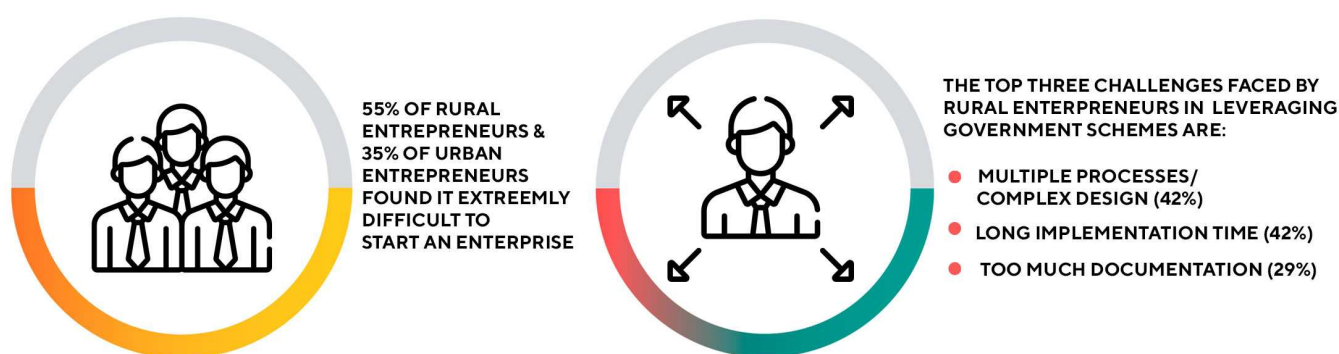 55% OF RURAL
ENTREPRENEURS &
35% OF URBAN
ENTREPRENEURS
FOUND IT EXTREEMLY
DIFFICULT TO
START AN ENTERPRISE
THE TOP THREE CHALLENGES FACED BY
RURAL ENTERPRENEURS IN LEVERAGING
GOVERNMENT SCHEMES ARE:
MULTIPLE PROCESSES/
COMPLEX DESIGN (42%)
LONG IMPLEMENTATION TIME (42%)
TOO MUCH DOCUMENTATION (29%)